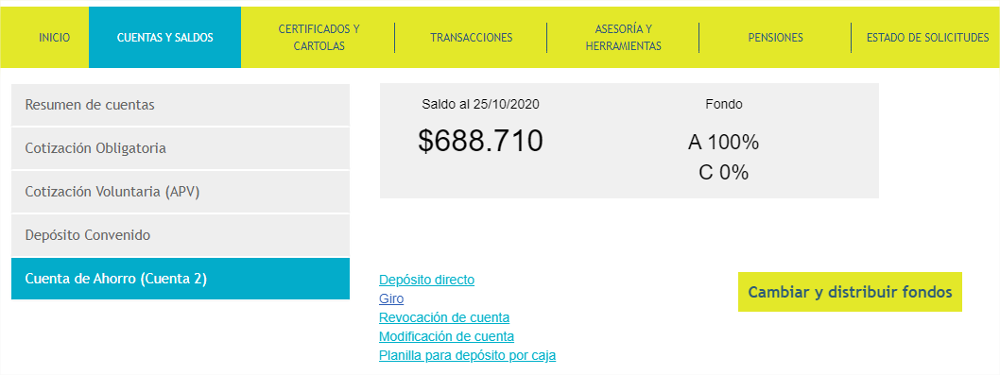 INICIO
CUENTAS Y SALDOS
CERTIFICADOS Y
CARTOLAS
TRANSACCIONES
ASESORÍA Y
HERRAMIENTAS
PENSIONES
ESTADO DE SOLICITUDES
Resumen de cuentas
Cotización Obligatoria
Cotización Voluntaria (APV)
Depósito Convenido
Cuenta de Ahorro (Cuenta 2)
Saldo al 25/10/2020
$688.710
Fondo
A 100%
C 0%
Depósito directo
Giro
Revocación de cuenta
Modificación de cuenta
Planilla para depósito por caja
Cambiar y distribuir fondos